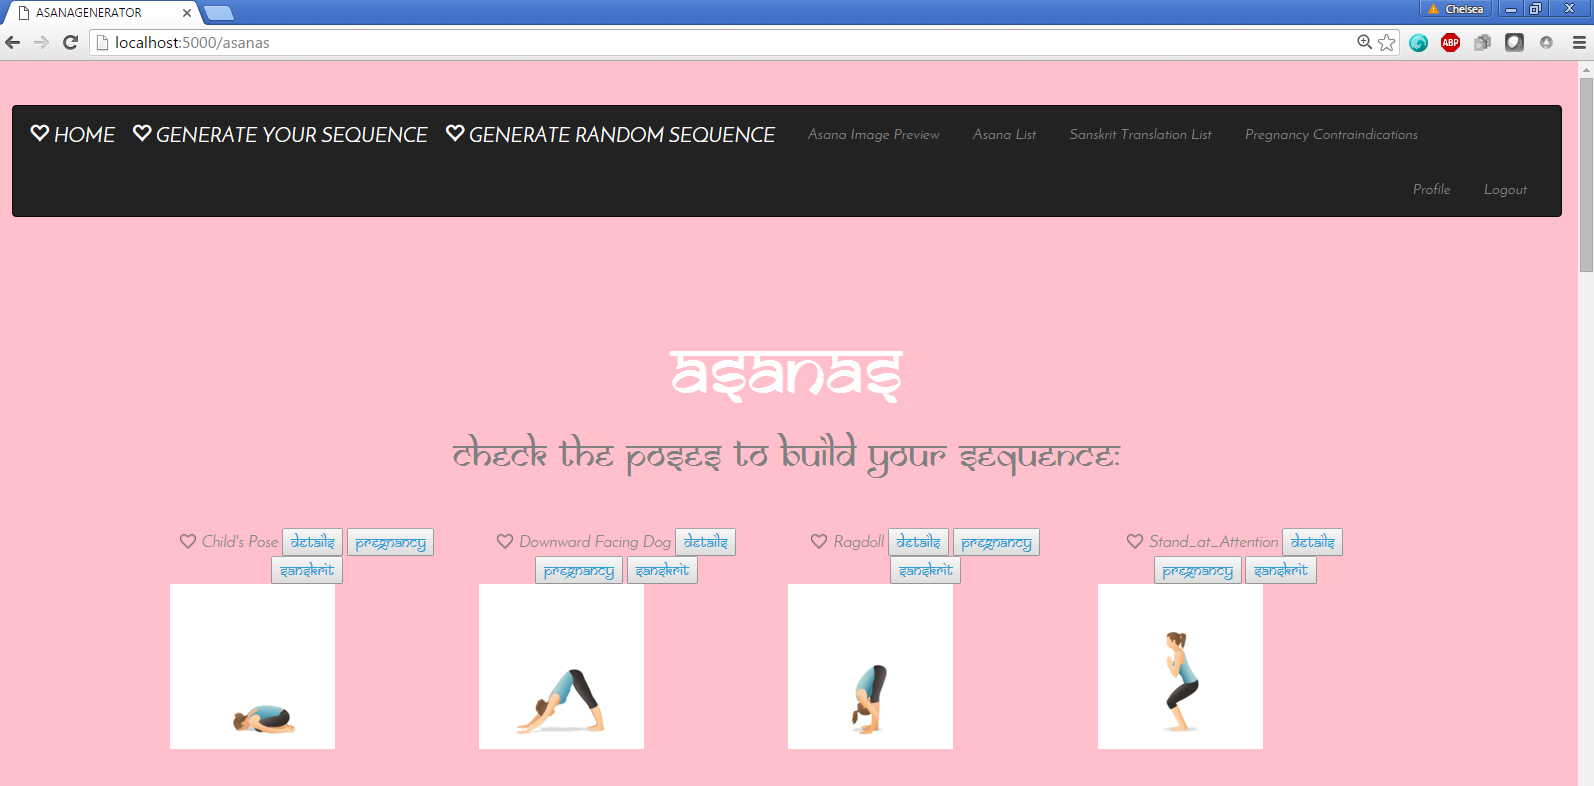 ASANAGENERATOR
Chelsea
localhost:5000/asanas
ABP
HOME GENERATE YOUR SEQUENCE GENERATE RANDOM SEQUENCE Asana Image Preview Asana List Sanskrit Translation List Pregnancy Contraindications
Profile Logout
asanas
check the poses to build your sequence:
Child's Pose details pregnancy
sanskrit
Downward Facing Dog details
pregnancy sanskrit
Ragdoll details pregnancy
sanskrit
Stand_at_Attention details
pregnancy sanskrit